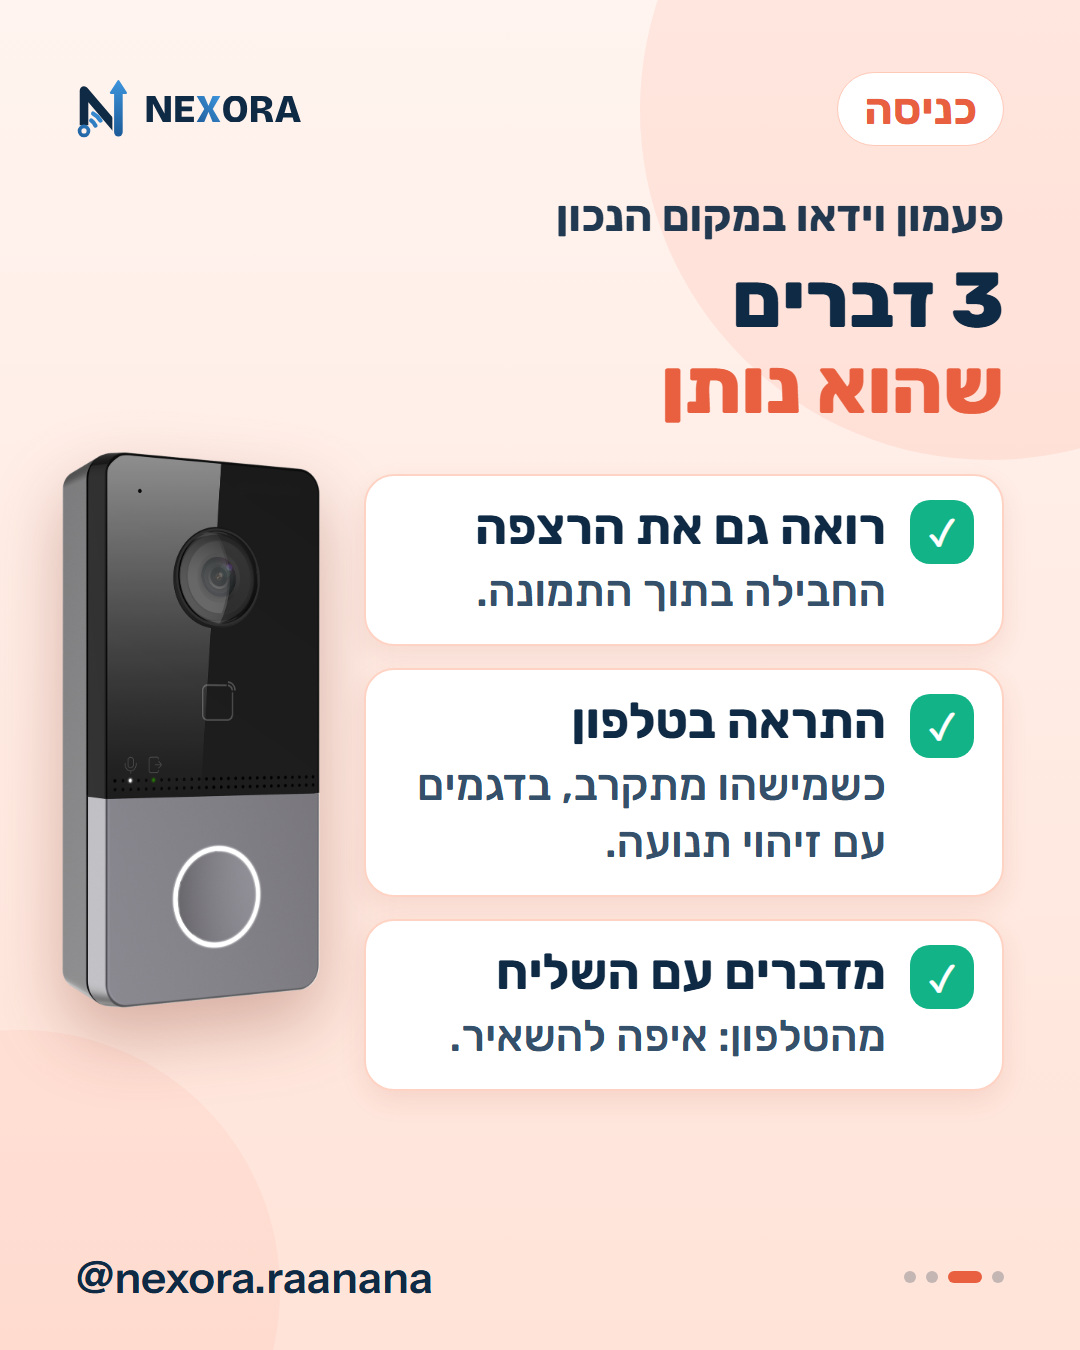 NEXORA
כניסה
פעמון וידאו במקום הנכון
3 דברים
שהוא נותן
רואה גם את הרצפה
החבילה בתוך התמונה.
התראה בטלפון
כשמישהו מתקרב, בדגמים
עם זיהוי תנועה.
מדברים עם השליח
מהטלפון: איפה להשאיר.
@nexora.raanana